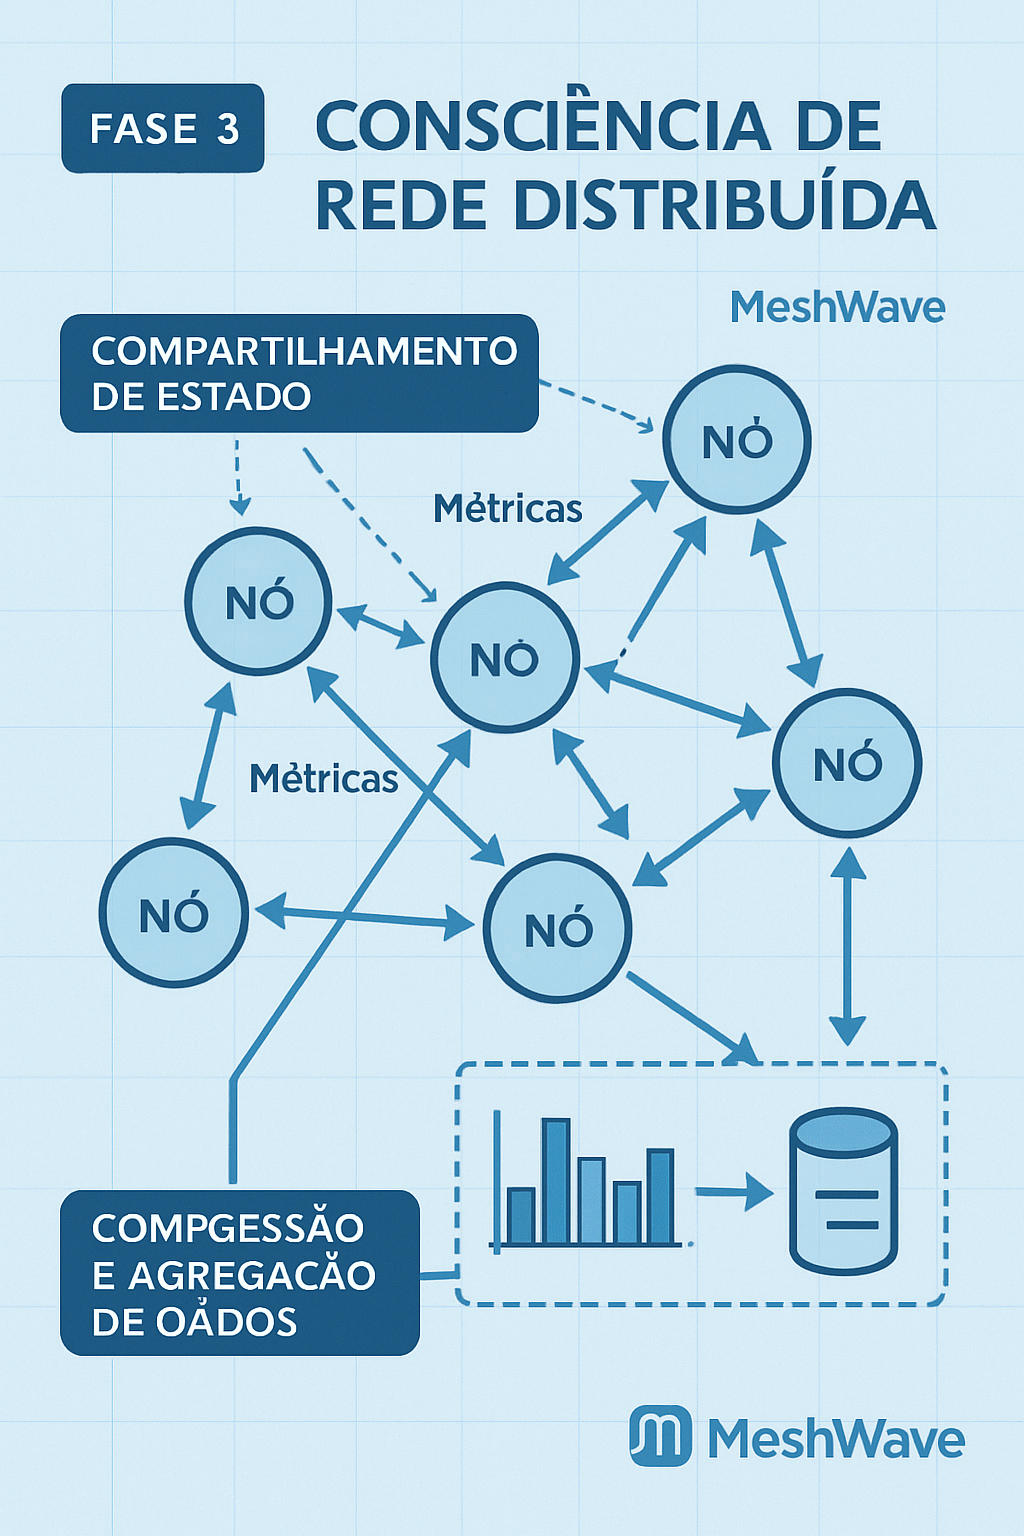 FASE 3
CONSCIÊNCIA DE
REDE DISTRIBUÍDA
MeshWave
COMPARTILHAMENTO
DE ESTADO
NÓ
Métricas
NÓ
NÓ
NÓ
Métricas
NÓ
NÓ
COMPGESSÃO
E AGREGACÃO
DE OÁDOS
MeshWave